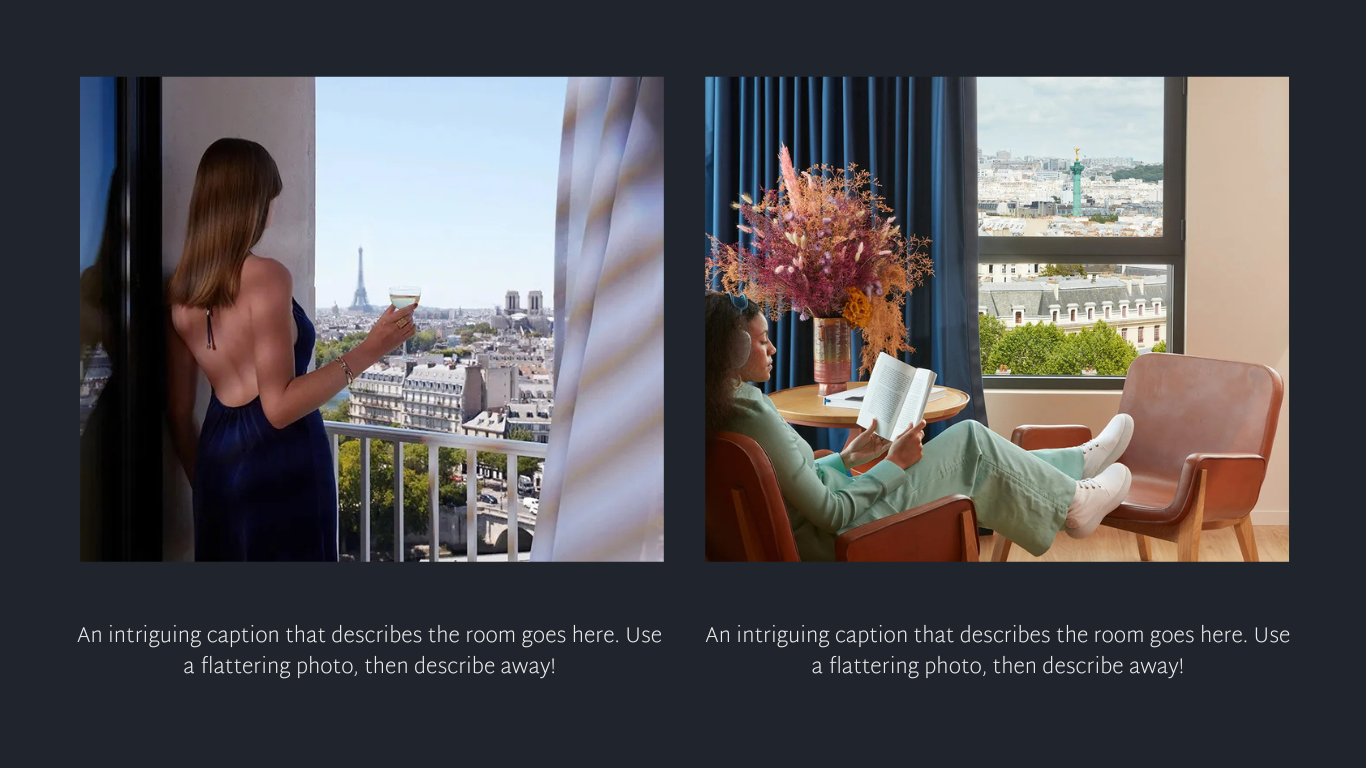 An intriguing caption that describes the room goes here. Use
a flattering photo, then describe away!
An intriguing caption that describes the room goes here. Use
a flattering photo, then describe away!